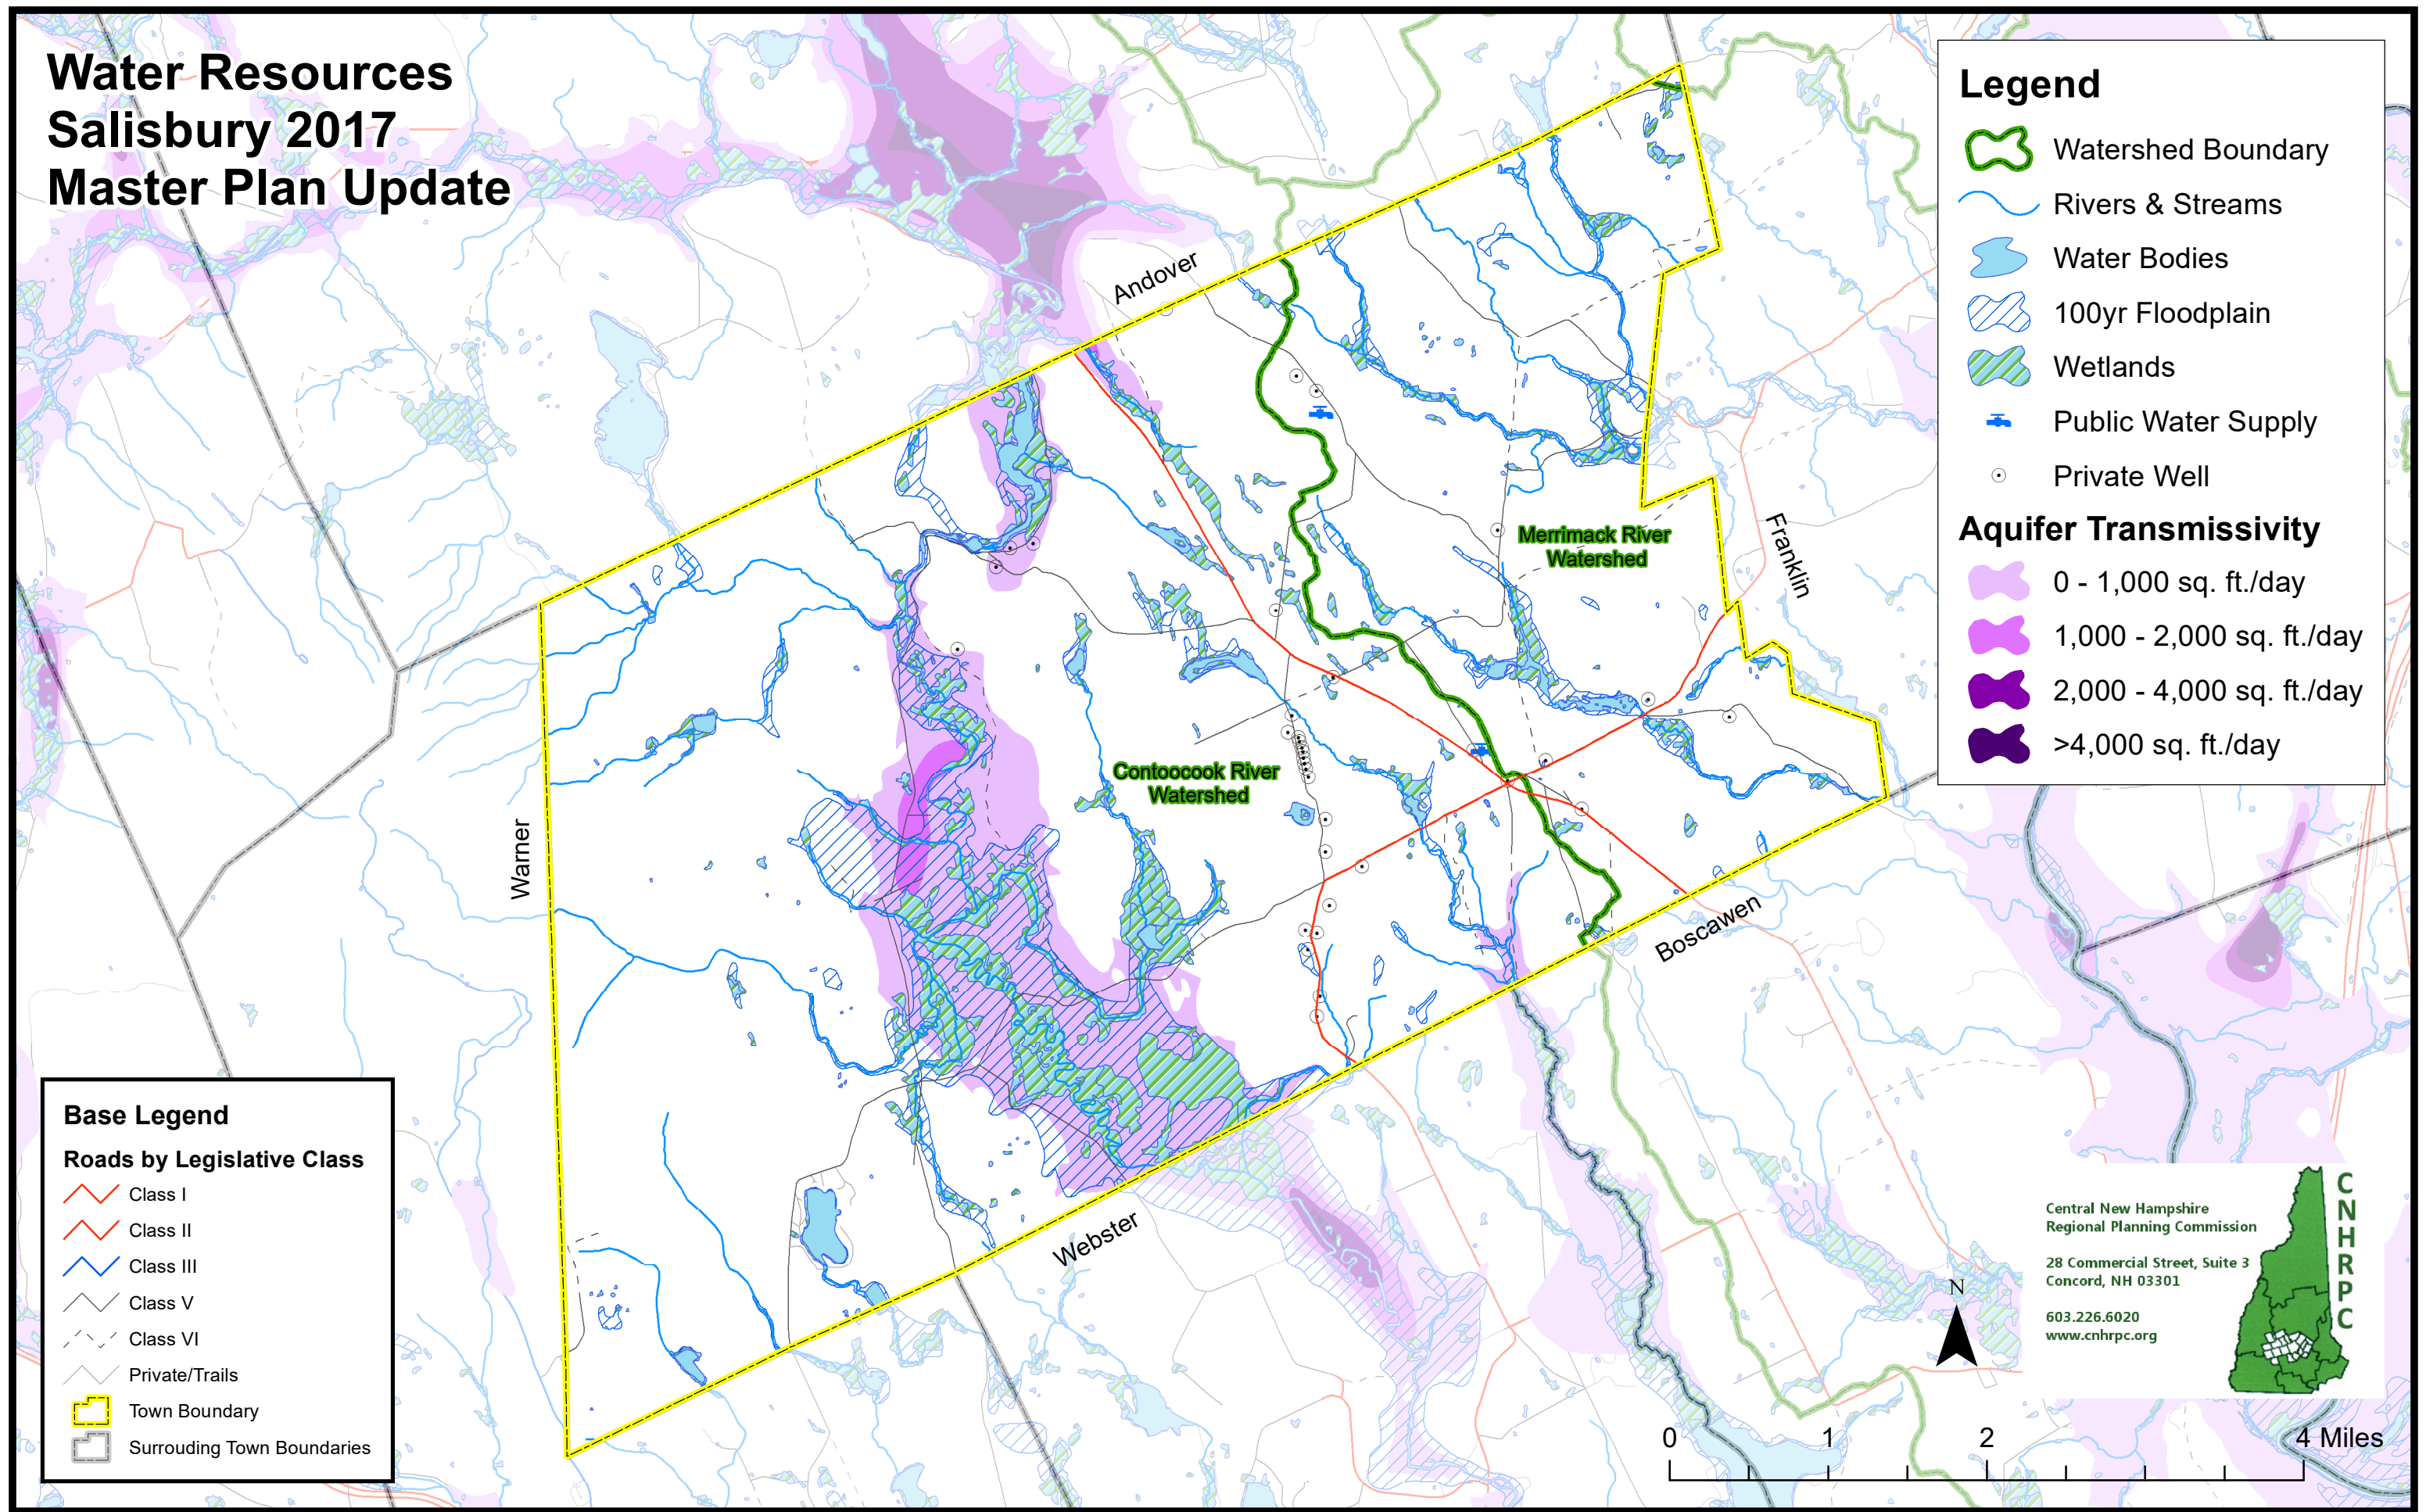 Water Resources
Salisbury 2017
Master Plan Update
Legend
Watershed Boundary
Rivers & Streams
Water Bodies
100yr Floodplain
Wetlands
Public Water Supply
Private Well
Aquifer Transmissivity
0 - 1,000 sq. ft./day
1,000 - 2,000 sq. ft./day
2,000 - 4,000 sq. ft./day
>4,000 sq. ft./day
Andover
Franklin
Merrimack River
Watershed
Contoocook River
Watershed
Warner
Boscawen
Webster
Base Legend
Roads by Legislative Class
Class I
Class II
Class III
Class V
Class VI
Private/Trails
Town Boundary
Surrouding Town Boundaries
Central New Hampshire
Regional Planning Commission
28 Commercial Street, Suite 3
Concord, NH 03301
603.226.6020
www.cnhrpc.org
CNHRPC
N
0 1 2 4 Miles